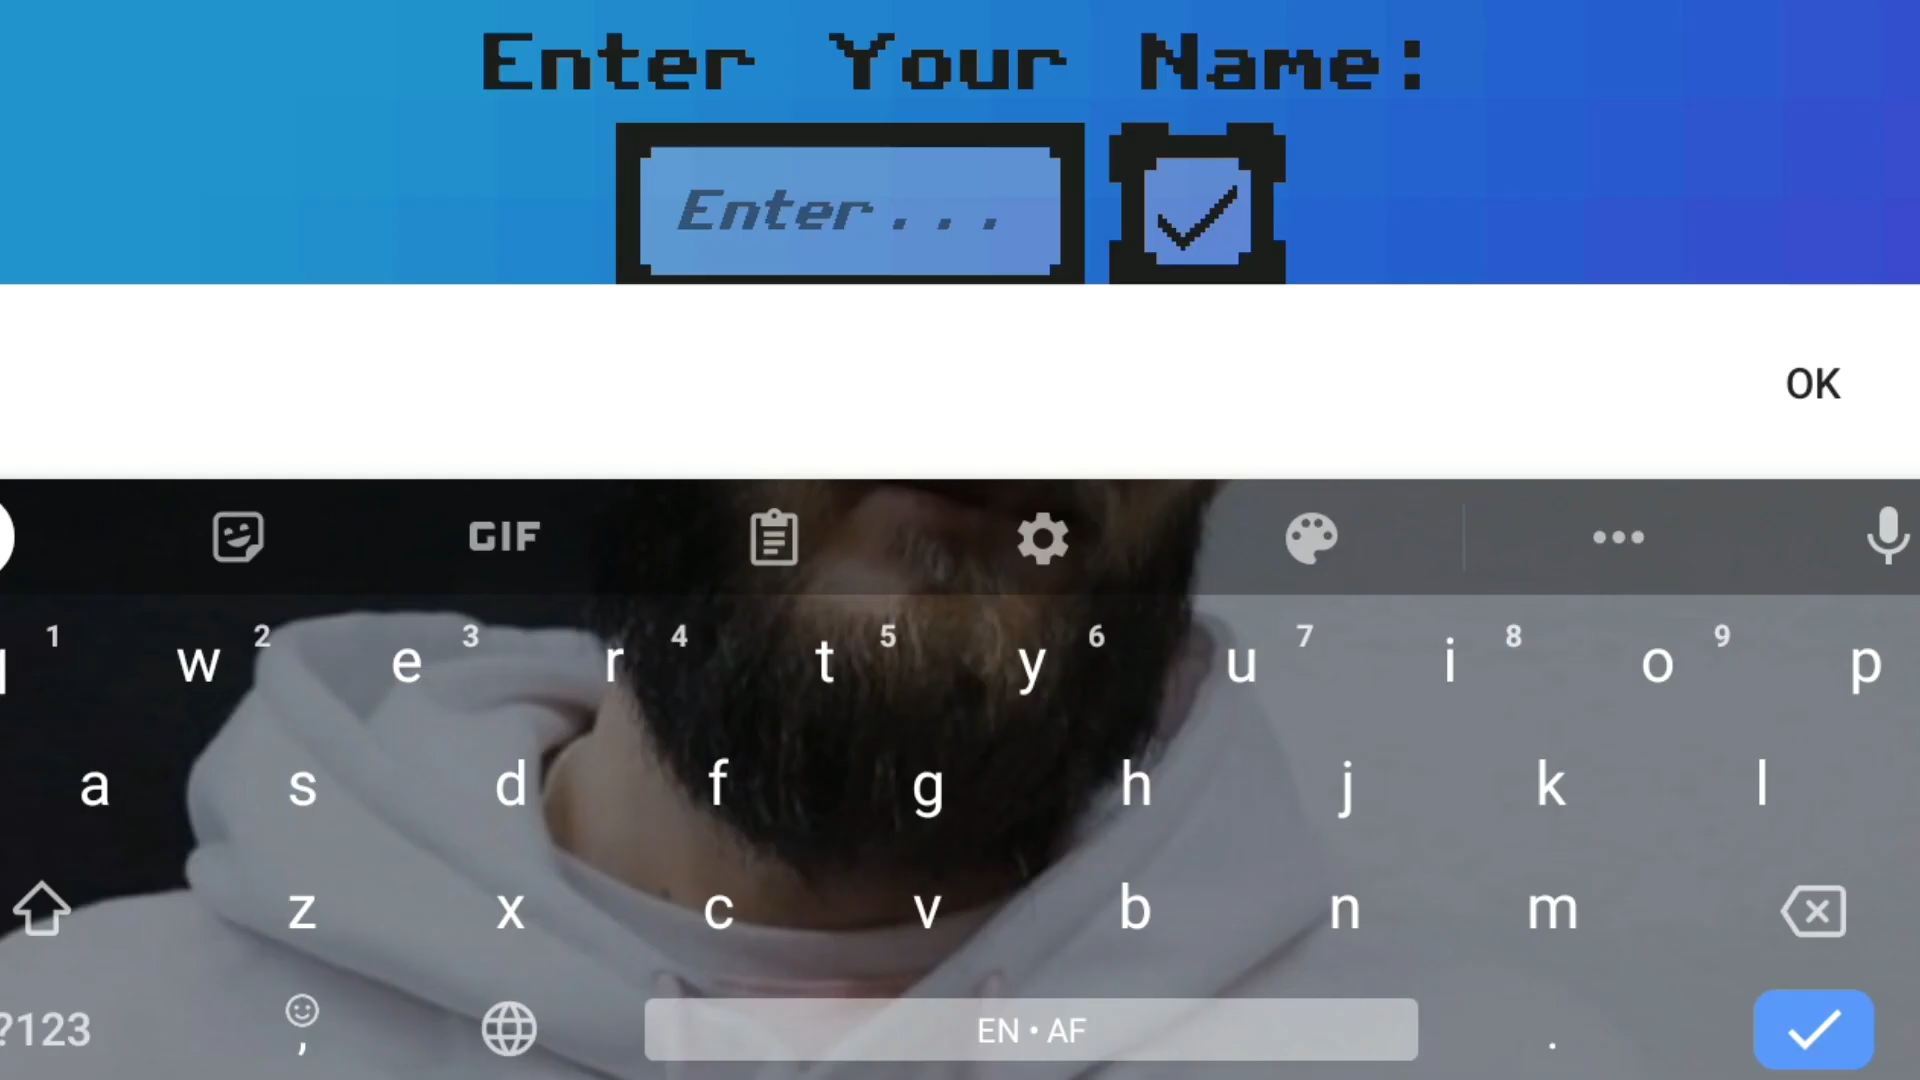 Enter Your Name:
Enter...
OK
GIF
1 2 3 4 5 6 7 8 9
q w e r t y u i o p
a s d f g h j k l
z x c v b n m
?123 , EN • AF .